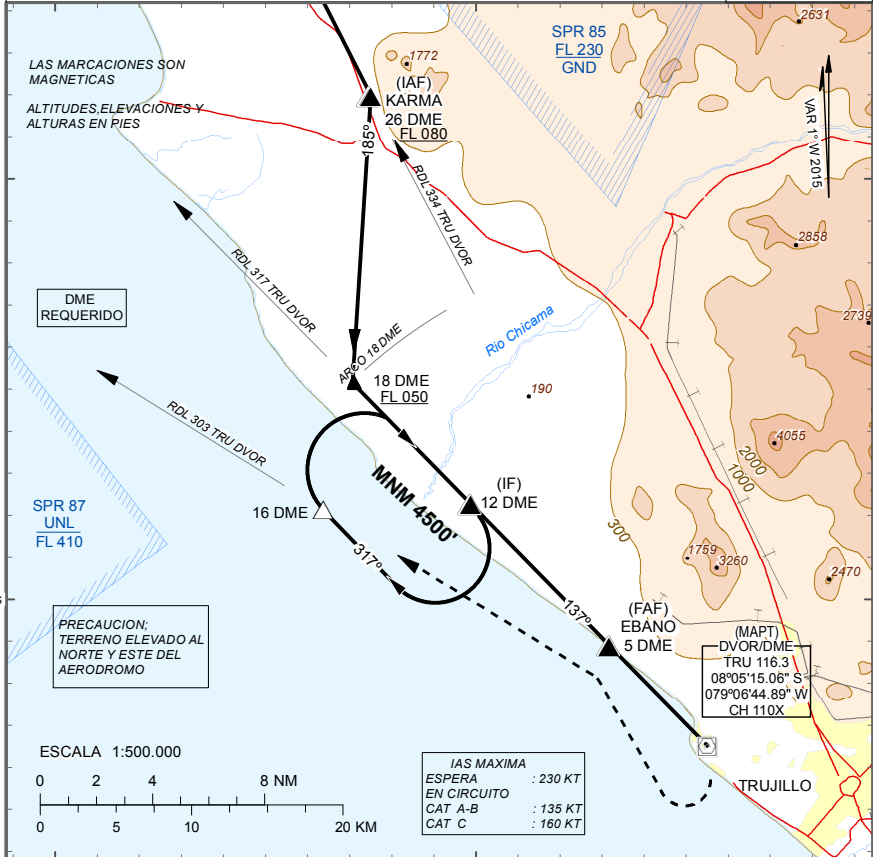 2631
SPR 85
FL 230
GND
LAS MARCACIONES SON
MAGNETICAS
1772
(IAF)
KARMA
26 DME
FL 080
ALTITUDES,ELEVACIONES Y
ALTURAS EN PIES
VAR 1° W 2015
185°
RDL 334 TRU DVOR
2858
RDL 317 TRU DVOR
DME
REQUERIDO
2739
Rio Chicama
ARCO 18 DME
18 DME
FL 050
190
RDL 303 TRU DVOR
4055
2000
1000
MNM 4500'
(IF)
12 DME
16 DME
SPR 87
UNL
FL 410
300
317°
1759
3260
2470
137°
(FAF)
EBANO
5 DME
PRECAUCION;
TERRENO ELEVADO AL
NORTE Y ESTE DEL
AERODROMO
(MAPT)
DVOR/DME
TRU 116.3
08°05'15.06" S
079°06'44.89" W
CH 110X
ESCALA 1:500.000
0 2 4 8 NM
0 5 10 20 KM
IAS MAXIMA
ESPERA : 230 KT
EN CIRCUITO
CAT A-B : 135 KT
CAT C : 160 KT
TRUJILLO